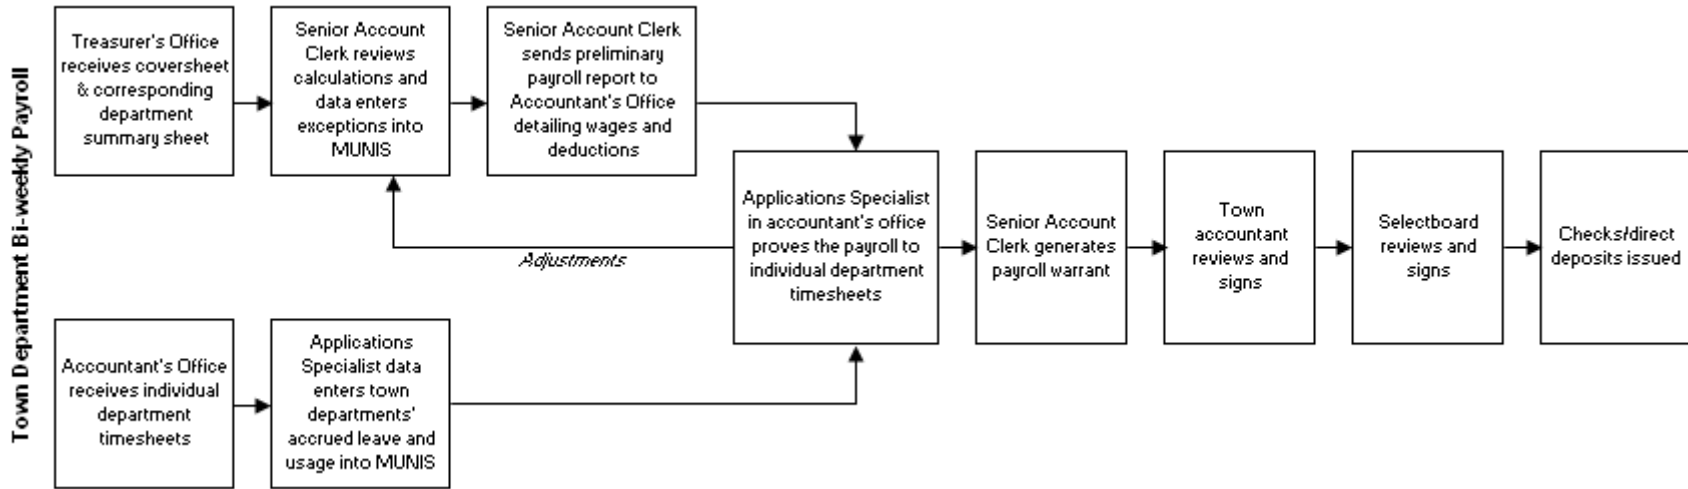 Town Department Bi-weekly Payroll
Treasurer's Office
receives coversheet
& corresponding
department
summary sheet
Senior Account
Clerk reviews
calculations and
data enters
exceptions into
MUNIS
Senior Account Clerk
sends preliminary
payroll report to
Accountant's Office
detailing wages and
deductions
Applications Specialist
in accountant's office
proves the payroll to
individual department
timesheets
Senior Account
Clerk generates
payroll warrant
Town
accountant
reviews and
signs
Selectboard
reviews and
signs
Checks/direct
deposits issued
Adjustments
Accountant's Office
receives individual
department
timesheets
Applications
Specialist data
enters town
departments'
accrued leave and
usage into MUNIS